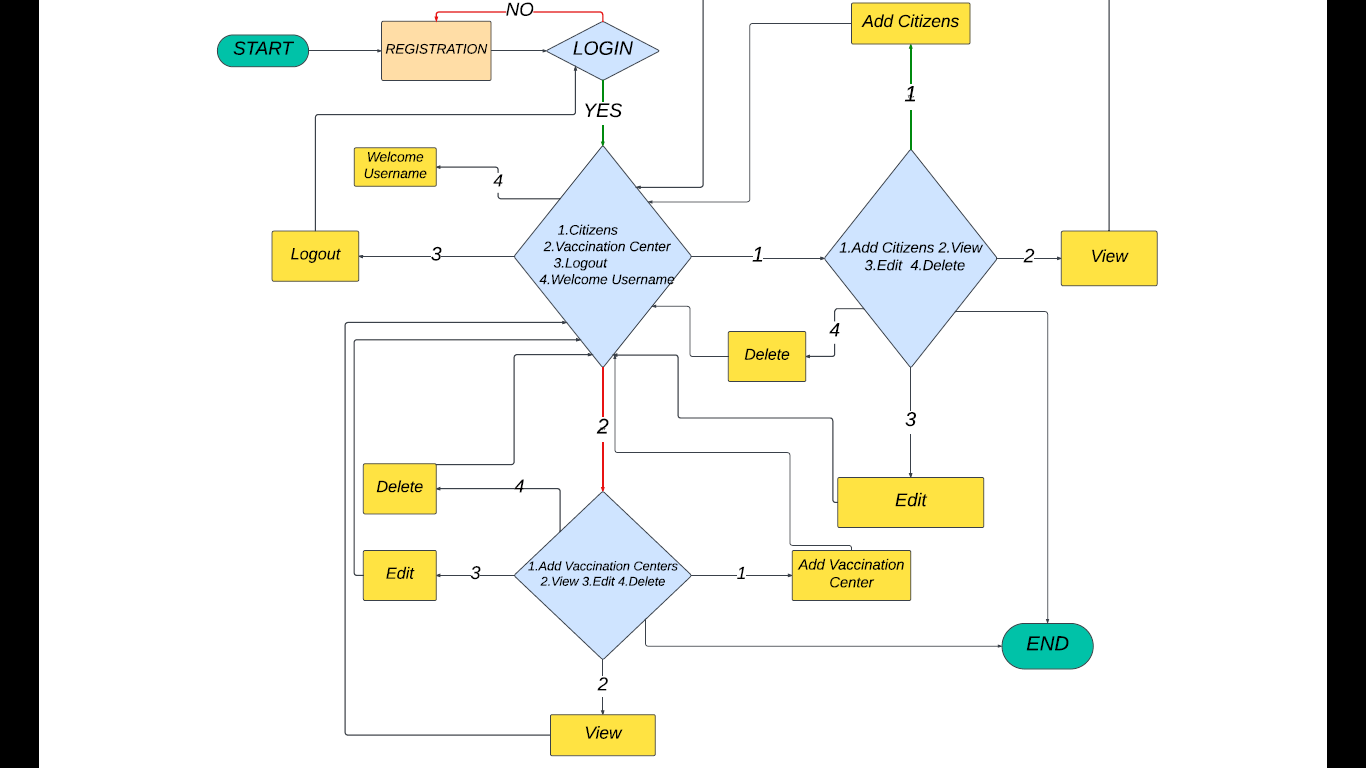 NO
START
REGISTRATION
LOGIN
Add Citizens
1
YES
Welcome
Username
4
1.Citizens
2.Vaccination Center
3.Logout
4.Welcome Username
Logout
3
1
1.Add Citizens 2.View
3.Edit 4.Delete
2
View
4
Delete
3
2
Edit
Delete
4
Edit
3
1.Add Vaccination Centers
2.View 3.Edit 4.Delete
1
Add Vaccination
Center
END
2
View